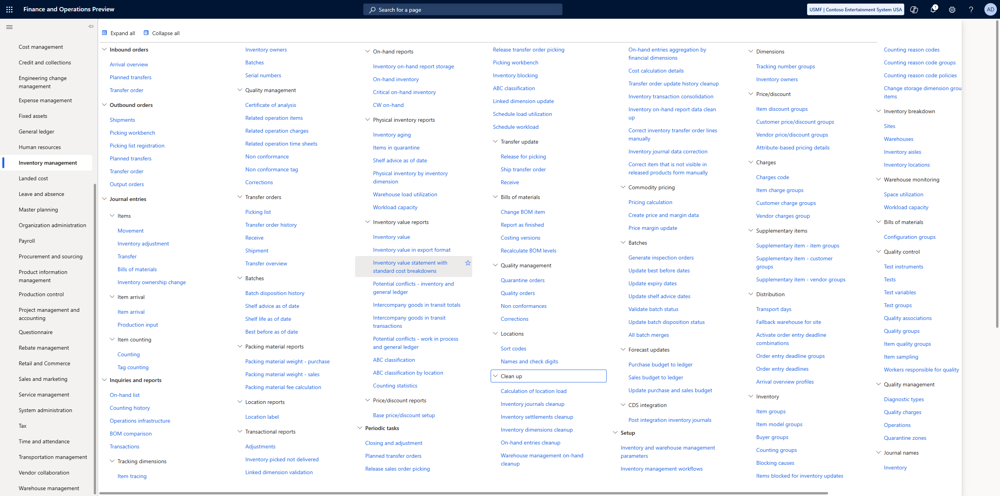 Finance and Operations Preview
Search for a page
USMF | Contoso Entertainment System USA
1
AD
Cost management
Credit and collections
Engineering change
management
Expense management
Fixed assets
General ledger
Human resources
Inventory management
Landed cost
Leave and absence
Master planning
Organization administration
Payroll
Procurement and sourcing
Product information
management
Production control
Project management and
accounting
Questionnaire
Rebate management
Retail and Commerce
Sales and marketing
Service management
System administration
Tax
Time and attendance
Transportation management
Vendor collaboration
Warehouse management
Expand all
Collapse all
Inbound orders
Arrival overview
Planned transfers
Transfer order
Outbound orders
Shipments
Picking workbench
Picking list registration
Planned transfers
Transfer order
Output orders
Journal entries
Items
Movement
Inventory adjustment
Transfer
Bills of materials
Inventory ownership change
Item arrival
Item arrival
Production input
Item counting
Counting
Tag counting
Inquiries and reports
On-hand list
Counting history
Operations infrastructure
BOM comparison
Transactions
Tracking dimensions
Item tracing
Inventory owners
Batches
Serial numbers
Quality management
Certificate of analysis
Related operation items
Related operation charges
Related operation time sheets
Non conformance
Non conformance tag
Corrections
Transfer orders
Picking list
Transfer order history
Receive
Shipment
Transfer overview
Batches
Batch disposition history
Shelf advice as of date
Shelf life as of date
Best before as of date
Packing material reports
Packing material weight - purchase
Packing material weight - sales
Packing material fee calculation
Location reports
Location label
Transactional reports
Adjustments
Inventory picked not delivered
Linked dimension validation
On-hand reports
Inventory on-hand report storage
On-hand inventory
Critical on-hand inventory
CW on-hand
Physical inventory reports
Inventory aging
Items in quarantine
Shelf advice as of date
Physical inventory by inventory
dimension
Warehouse load utilization
Workload capacity
Inventory value reports
Inventory value
Inventory value in export format
Inventory value statement with
standard cost breakdowns
Potential conflicts - inventory and
general ledger
Intercompany goods in transit totals
Intercompany goods in transit
transactions
Potential conflicts - work in process
and general ledger
ABC classification
ABC classification by location
Counting statistics
Price/discount reports
Base price/discount setup
Periodic tasks
Closing and adjustment
Planned transfer orders
Release sales order picking
Release transfer order picking
Picking workbench
Inventory blocking
ABC classification
Linked dimension update
Schedule load utilization
Schedule workload
Transfer update
Release for picking
Ship transfer order
Receive
Bills of materials
Change BOM item
Report as finished
Costing versions
Recalculate BOM levels
Quality management
Quarantine orders
Quality orders
Non conformances
Corrections
Locations
Sort codes
Names and check digits
Clean up
Calculation of location load
Inventory journals cleanup
Inventory settlements cleanup
Inventory dimensions cleanup
On-hand entries cleanup
Warehouse management on-hand
cleanup
On-hand entries aggregation by
financial dimensions
Cost calculation details
Transfer order update history cleanup
Inventory transaction consolidation
Inventory on-hand report data clean
up
Correct inventory transfer order lines
manually
Inventory journal data correction
Correct item that is not visible in
released products form manually
Commodity pricing
Pricing calculation
Create price and margin data
Price margin update
Batches
Generate inspection orders
Update best before dates
Update expiry dates
Update shelf advice dates
Validate batch status
Update batch disposition status
All batch merges
Forecast updates
Purchase budget to ledger
Sales budget to ledger
Update purchase and sales budget
CDS integration
Post integration inventory journals
Setup
Inventory and warehouse management
parameters
Inventory management workflows
Dimensions
Tracking number groups
Inventory owners
Price/discount
Item discount groups
Customer price/discount groups
Vendor price/discount groups
Attribute-based pricing details
Charges
Charges code
Item charge groups
Customer charge groups
Vendor charges group
Supplementary items
Supplementary item - item groups
Supplementary item - customer
groups
Supplementary item - vendor groups
Distribution
Transport days
Fallback warehouse for site
Activate order entry deadline
combinations
Order entry deadline groups
Order entry deadlines
Arrival overview profiles
Inventory
Item groups
Item model groups
Buyer groups
Counting groups
Blocking causes
Items blocked for inventory updates
Counting reason codes
Counting reason code groups
Counting reason code policies
Change storage dimension grou
items
Inventory breakdown
Sites
Warehouses
Inventory aisles
Inventory locations
Warehouse monitoring
Space utilization
Workload capacity
Bills of materials
Configuration groups
Quality control
Test instruments
Tests
Test variables
Test groups
Quality associations
Quality groups
Item quality groups
Item sampling
Workers responsible for quality
Quality management
Diagnostic types
Quality charges
Operations
Quarantine zones
Journal names
Inventory